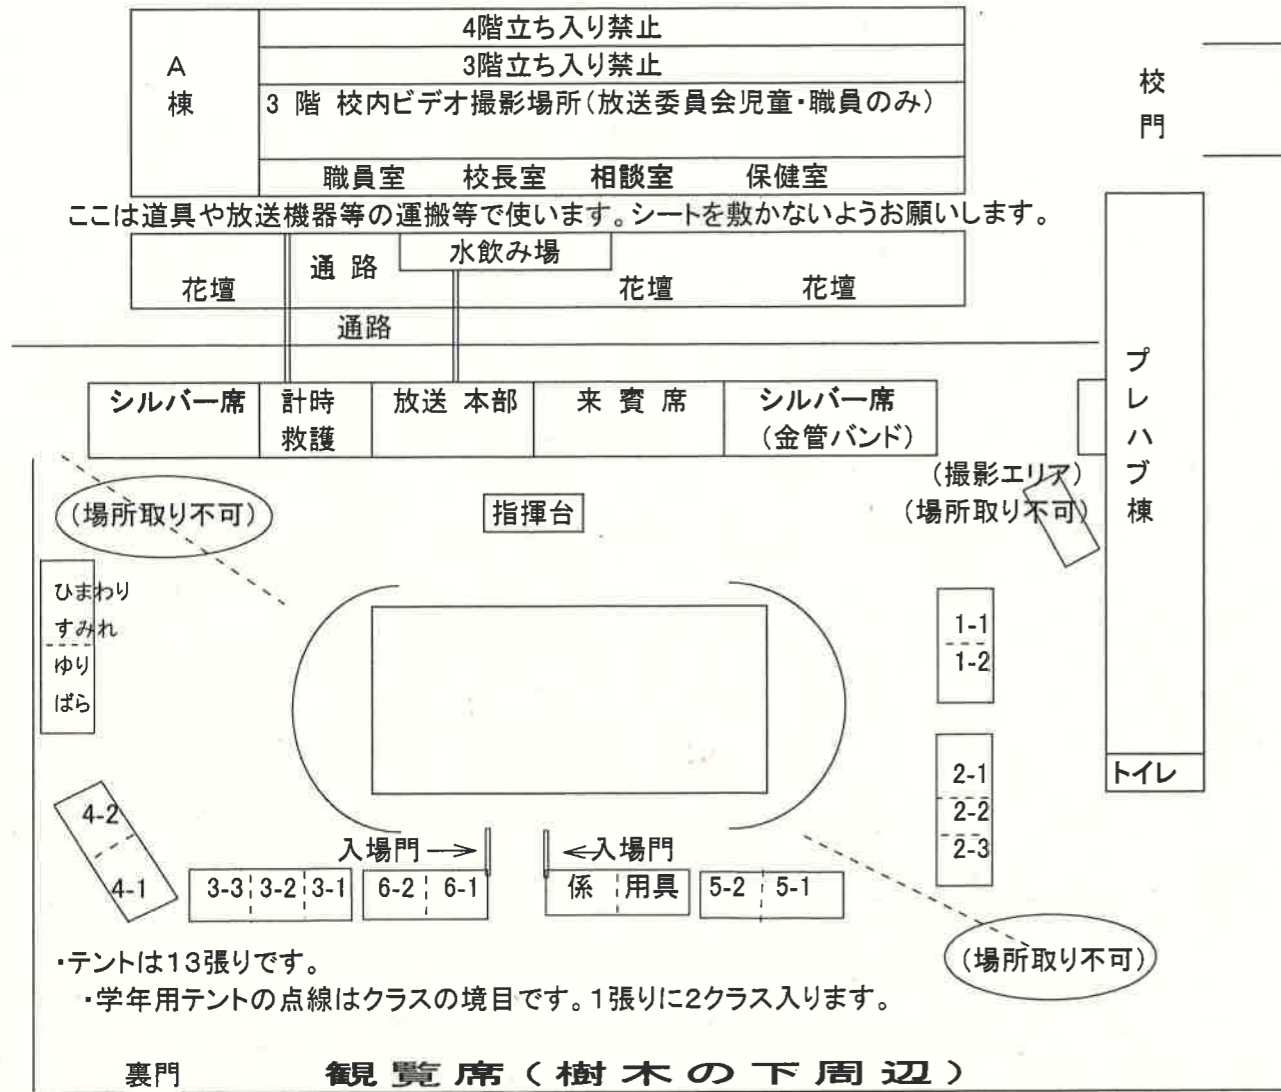 4階立ち入り禁止
A棟
3階立ち入り禁止
3 階 校内ビデオ撮影場所(放送委員会児童・職員のみ)
職員室 校長室 相談室 保健室
校門
ここは道具や放送機器等の運搬等で使います。シートを敷かないようお願いします。
通 路 水飲み場
花壇 花壇 花壇
通路
プレハブ棟
トイレ
シルバー席 計時 放送 本部 来 賓 席 シルバー席
救護 (金管バンド)
(撮影エリア)
(場所取り不可) 指揮台 (場所取り不可)
ひまわり
すみれ
ゆり
ばら
1-1
1-2
2-1
2-2
2-3
4-2
4-1
入場門→ ←入場門
3-3 3-2 3-1 6-2 6-1 係 用具 5-2 5-1
(場所取り不可)
・テントは13張りです。
・学年用テントの点線はクラスの境目です。1張りに2クラス入ります。
裏門 観覧席(樹木の下周辺)